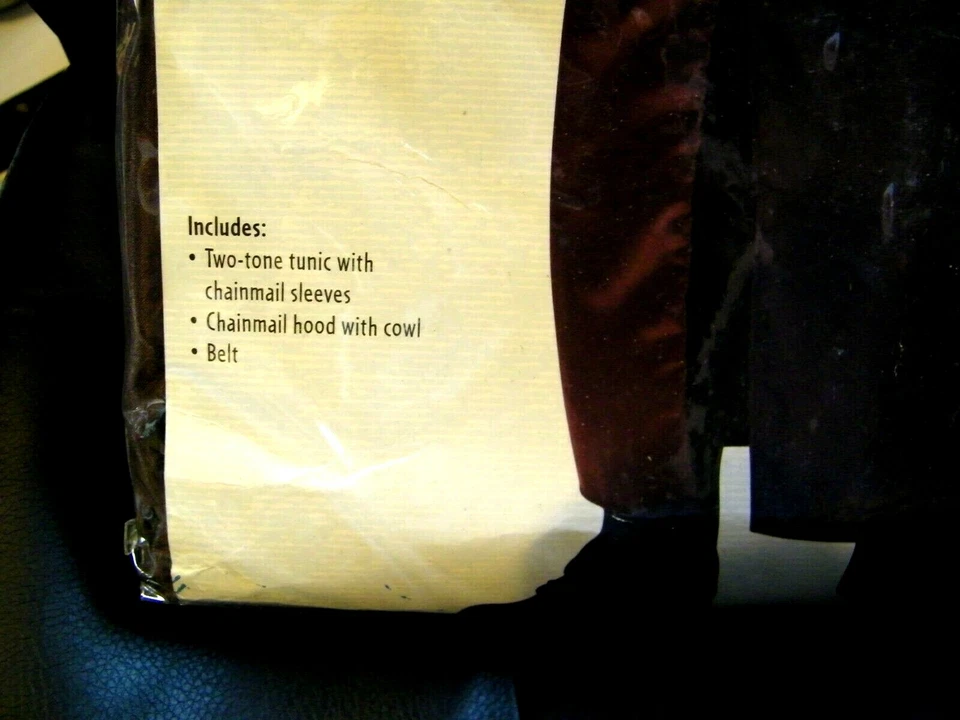 Includes:
• Two-tone tunic with
chainmail sleeves
• Chainmail hood with cowl
• Belt